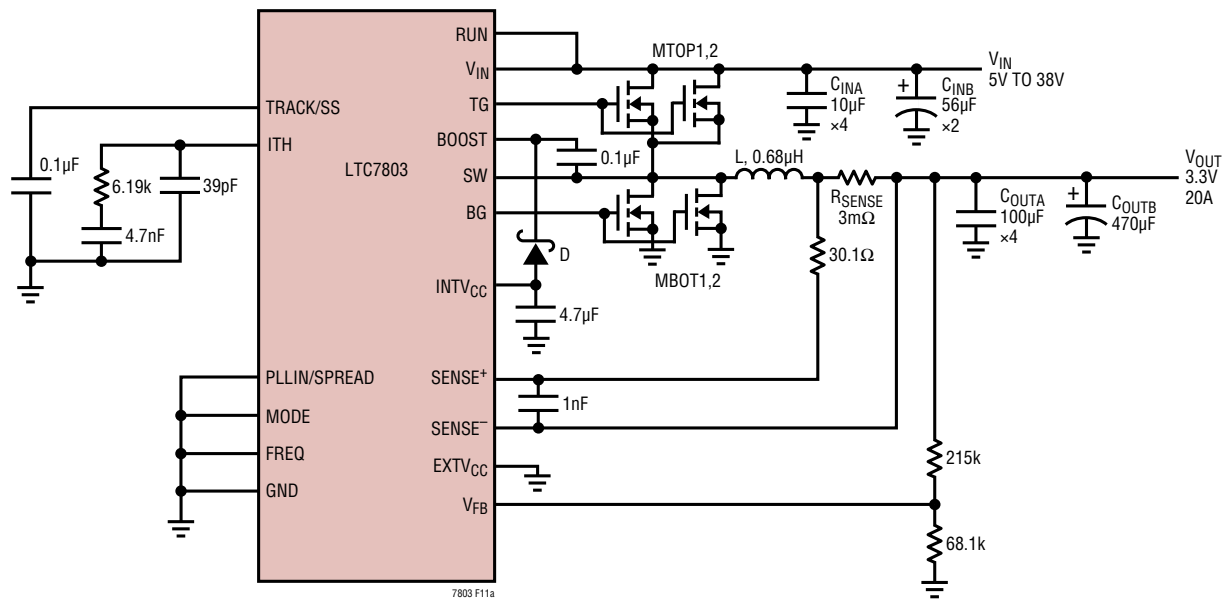 RUN
V_IN
TG
BOOST
SW
BG
INTV_CC
SENSE+
SENSE–
EXTV_CC
V_FB
TRACK/SS
ITH
LTC7803
PLLIN/SPREAD
MODE
FREQ
GND
0.1µF
6.19k
39pF
4.7nF
MTOP1,2
C_INA
10µF
×4
+
C_INB
56µF
×2
V_IN
5V TO 38V
0.1µF
L, 0.68µH
R_SENSE
3mΩ
C_OUTA
100µF
×4
+
C_OUTB
470µF
V_OUT
3.3V
20A
D
MBOT1,2
30.1Ω
4.7µF
1nF
215k
68.1k
7803 F11a